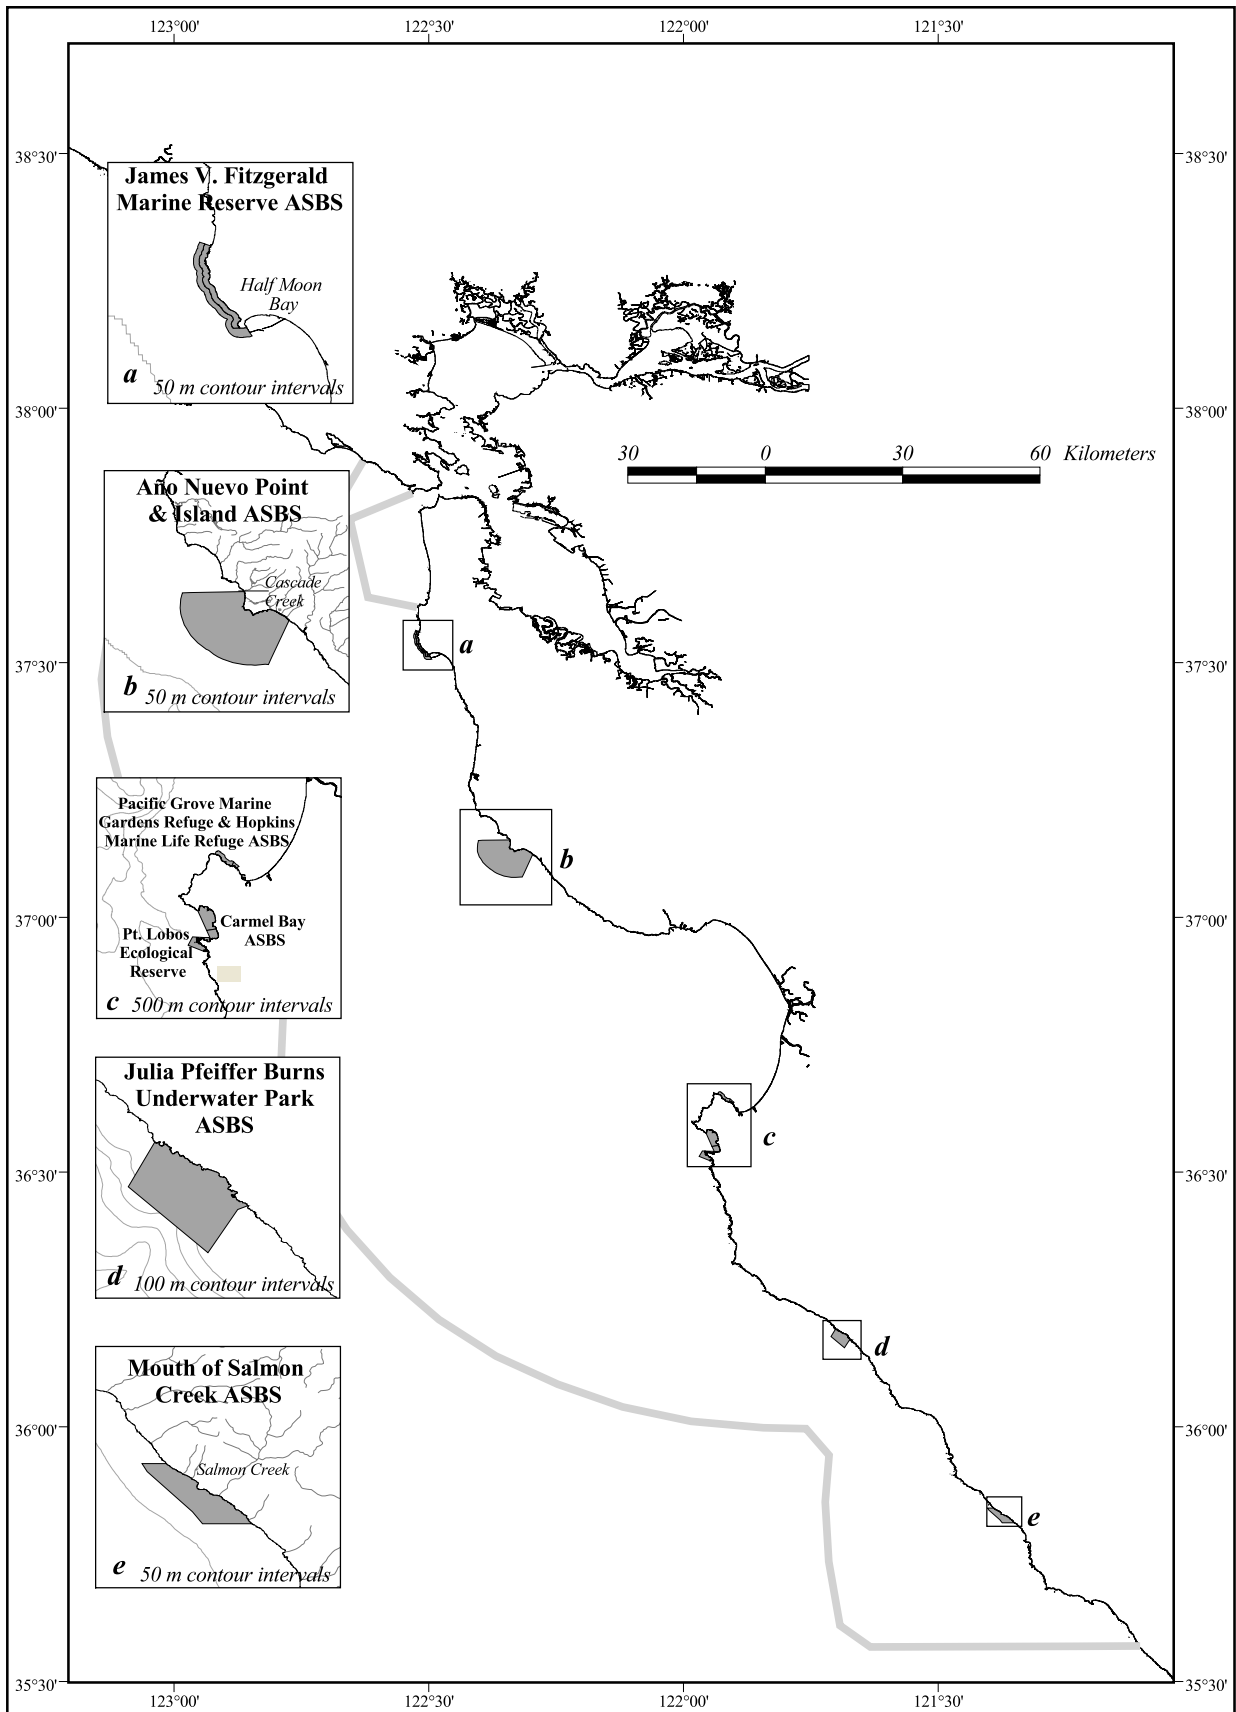 123°00'
122°30'
122°00'
121°30'
38°30'
38°30'
James V. Fitzgerald
Marine Reserve ASBS
Half Moon
Bay
a
50 m contour intervals
38°00'
38°00'
30
0
30
60
Kilometers
Año Nuevo Point
& Island ASBS
Cascade
Creek
b
50 m contour intervals
a
37°30'
37°30'
b
Pacific Grove Marine
Gardens Refuge & Hopkins
Marine Life Refuge ASBS
Carmel Bay
ASBS
Pt. Lobos
Ecological
Reserve
c
500 m contour intervals
37°00'
37°00'
c
Julia Pfeiffer Burns
Underwater Park
ASBS
d
100 m contour intervals
36°30'
36°30'
d
Mouth of Salmon
Creek ASBS
Salmon Creek
e
50 m contour intervals
36°00'
36°00'
e
35°30'
35°30'
123°00'
122°30'
122°00'
121°30'